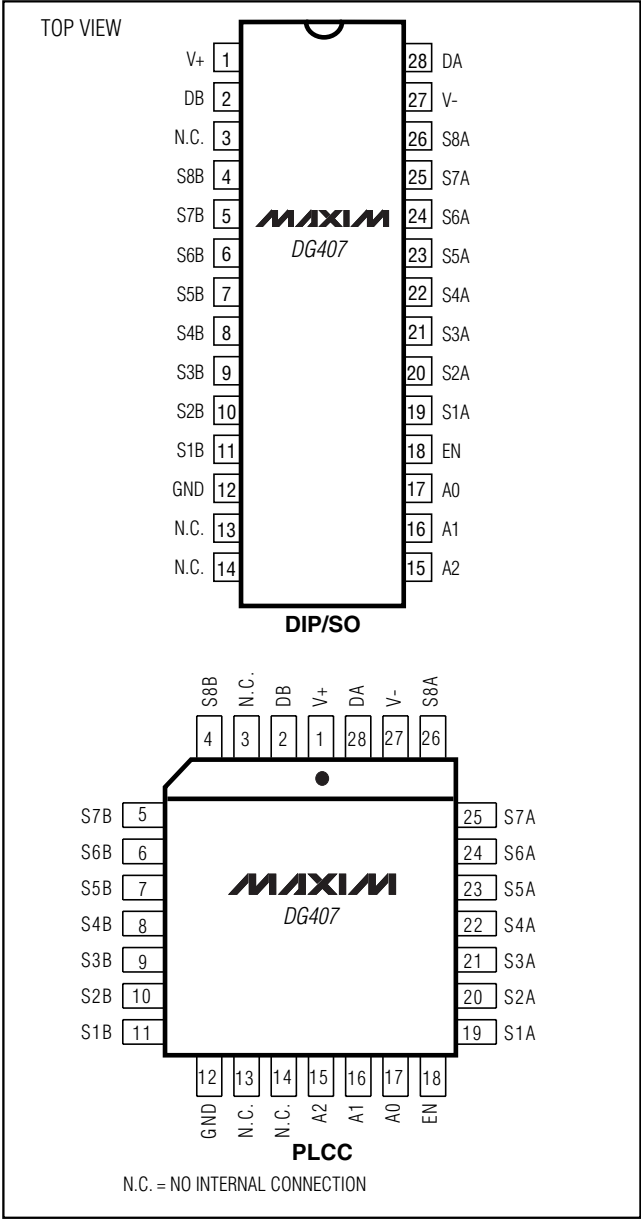 TOP VIEW
V+ 1 28 DA
DB 2 27 V-
N.C. 3 26 S8A
S8B 4 25 S7A
S7B 5 MAXIM 24 S6A
S6B 6 DG407 23 S5A
S5B 7 22 S4A
S4B 8 21 S3A
S3B 9 20 S2A
S2B 10 19 S1A
S1B 11 18 EN
GND 12 17 A0
N.C. 13 16 A1
N.C. 14 15 A2
DIP/SO
S8B N.C. DB V+ DA V- S8A
4 3 2 1 28 27 26
S7B 5 25 S7A
S6B 6 24 S6A
S5B 7 MAXIM 23 S5A
S4B 8 DG407 22 S4A
S3B 9 21 S3A
S2B 10 20 S2A
S1B 11 19 S1A
12 13 14 15 16 17 18
GND N.C. N.C. A2 A1 A0 EN
PLCC
N.C. = NO INTERNAL CONNECTION